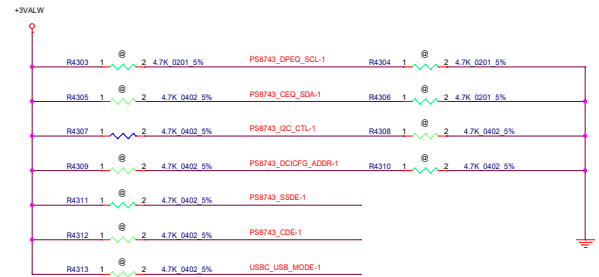 +3VALW
@ @
R4303 1 2 4.7K_0201_5% PS8743_DPEQ_SCL-1 R4304 1 2 4.7K_0201_5%
@ @
R4305 1 2 4.7K_0402_5% PS8743_CEQ_SDA-1 R4306 1 2 4.7K_0201_5%
@
R4307 1 2 4.7K_0402_5% PS8743_I2C_CTL-1 R4308 1 2 4.7K_0402_5%
@ @
R4309 1 2 4.7K_0402_5% PS8743_DCICFG_ADDR-1 R4310 1 2 4.7K_0402_5%
@
R4311 1 2 4.7K_0402_5% PS8743_SSDE-1
@
R4312 1 2 4.7K_0402_5% PS8743_CDE-1
@
R4313 1 2 4.7K_0402_5% USBC_USB_MODE-1